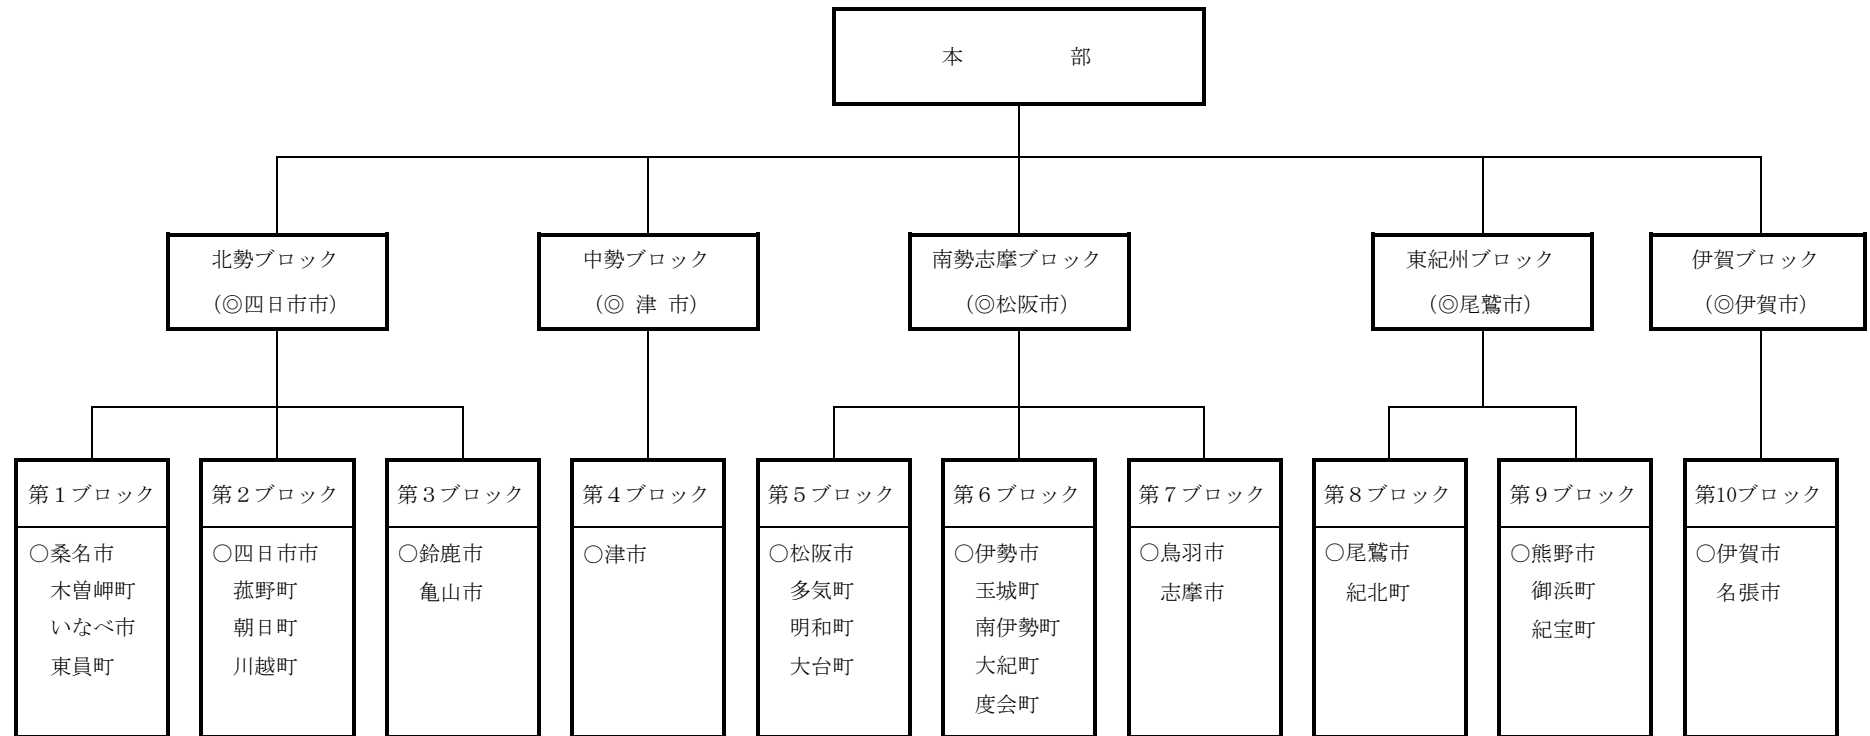 本　　　　　部
北勢ブロック
（◎四日市市）
中勢ブロック
（◎ 津 市）
南勢志摩ブロック
（◎松阪市）
東紀州ブロック
（◎尾鷲市）
伊賀ブロック
（◎伊賀市）
第１ブロック
○桑名市
木曽岬町
いなべ市
東員町
第２ブロック
○四日市市
菰野町
朝日町
川越町
第３ブロック
○鈴鹿市
亀山市
第４ブロック
○津市
第５ブロック
○松阪市
多気町
明和町
大台町
第６ブロック
○伊勢市
玉城町
南伊勢町
大紀町
度会町
第７ブロック
○鳥羽市
志摩市
第８ブロック
○尾鷲市
紀北町
第９ブロック
○熊野市
御浜町
紀宝町
第10ブロック
○伊賀市
名張市